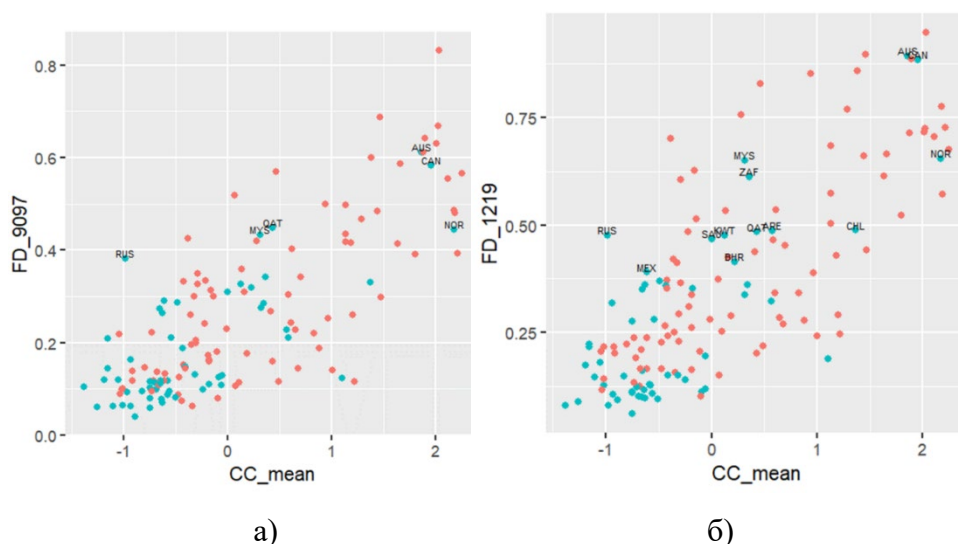 FD_9097
0.8
0.6
0.4
0.2
0.0
-1
0
1
2
CC_mean
AUS
CAN
QAT
MYS
NOR
RUS
а)
FD_1219
0.75
0.50
0.25
-1
0
1
2
CC_mean
AUS
CAN
MYS
ZAF
NOR
RUS
SAU
KWT
QAT
ARE
CHL
BHR
MEX
б)